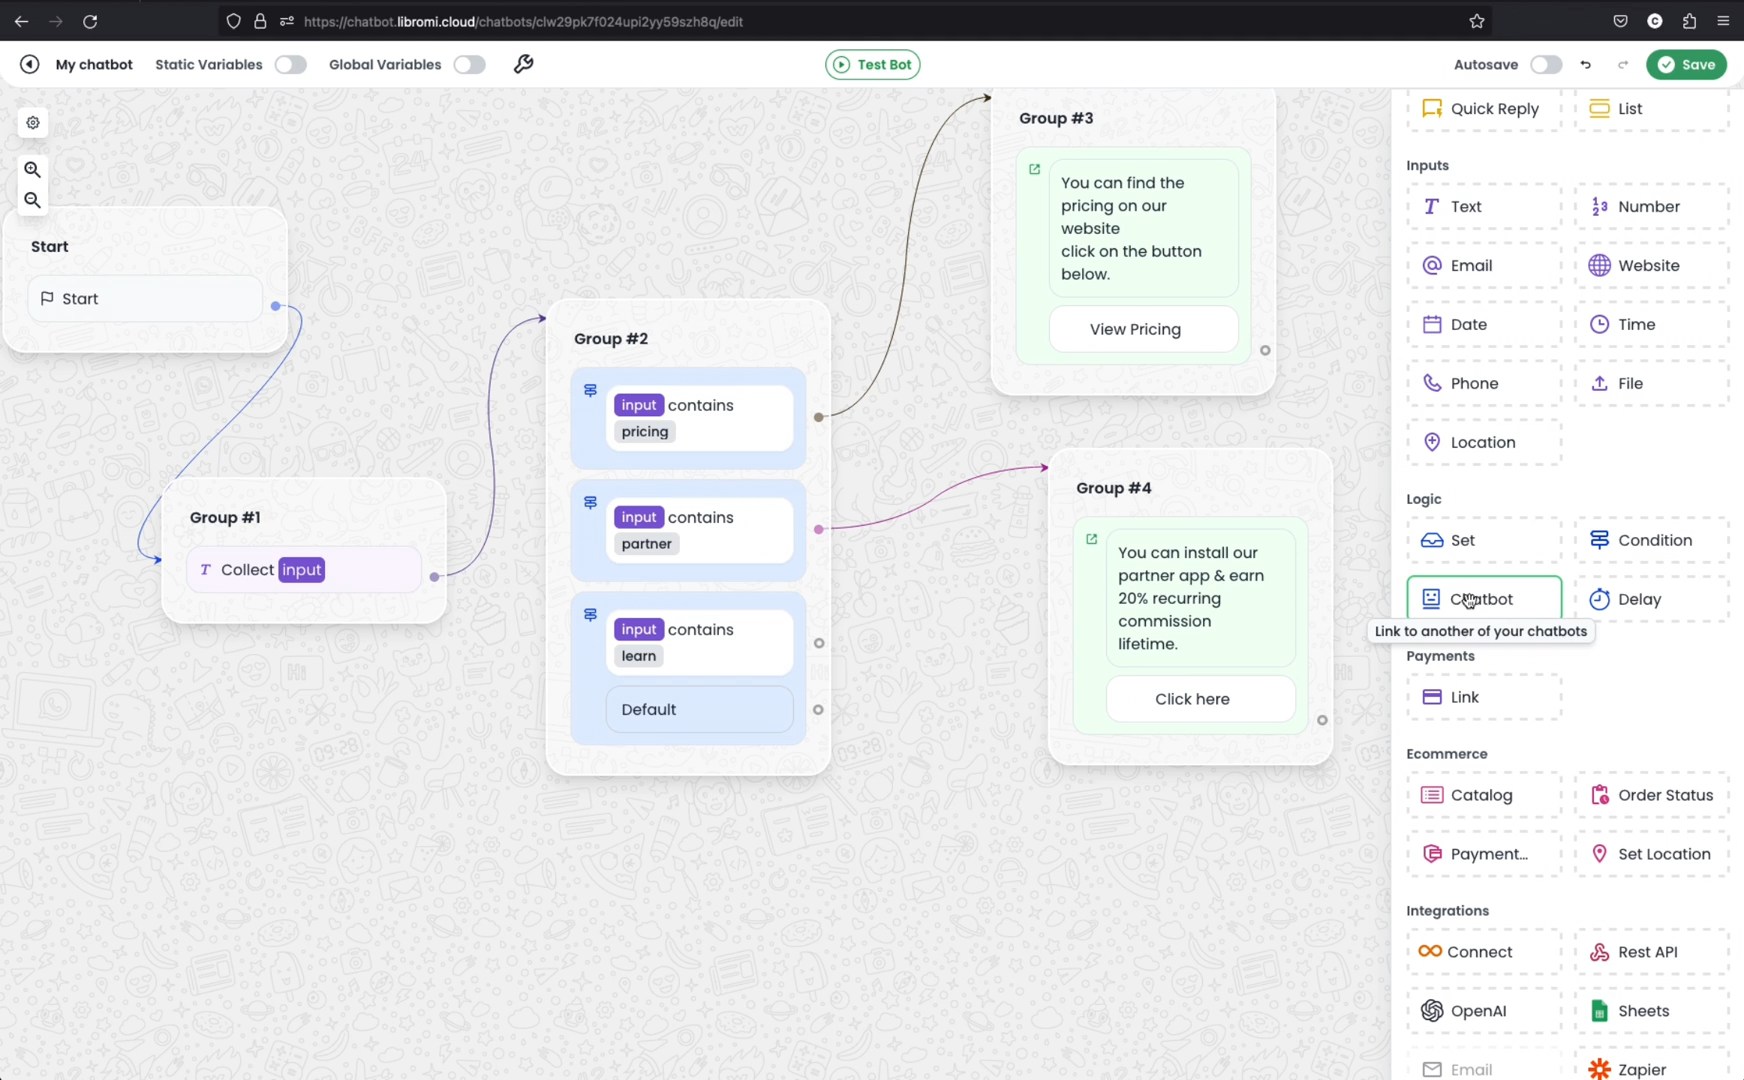 https://chatbot.libromi.cloud/chatbots/clw29pk7f024upi2yy59szh8q/edit
My chatbot
Static Variables
Global Variables
Test Bot
Autosave
Save
Start
Start
Group #1
Collect input
Group #2
input contains
pricing
input contains
partner
input contains
learn
Default
Group #3
You can find the
pricing on our
website
click on the button
below.
View Pricing
Group #4
You can install our
partner app & earn
20% recurring
commission
lifetime.
Click here
Quick Reply
List
Inputs
Text
Number
Email
Website
Date
Time
Phone
File
Location
Logic
Set
Condition
Chatbot
Delay
Link to another of your chatbots
Payments
Link
Ecommerce
Catalog
Order Status
Payment...
Set Location
Integrations
Connect
Rest API
OpenAI
Sheets
Email
Zapier